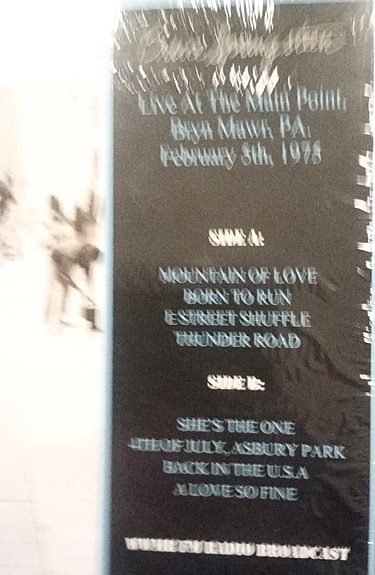 Bruce Springsteen
Live At The Main Point,
Bryn Mawr, PA,
February 5th, 1975
SIDE A:
MOUNTAIN OF LOVE
BORN TO RUN
E STREET SHUFFLE
THUNDER ROAD
SIDE B:
SHE'S THE ONE
4TH OF JULY, ASBURY PARK
BACK IN THE U.S.A
A LOVE SO FINE
FM RADIO BROADCAST